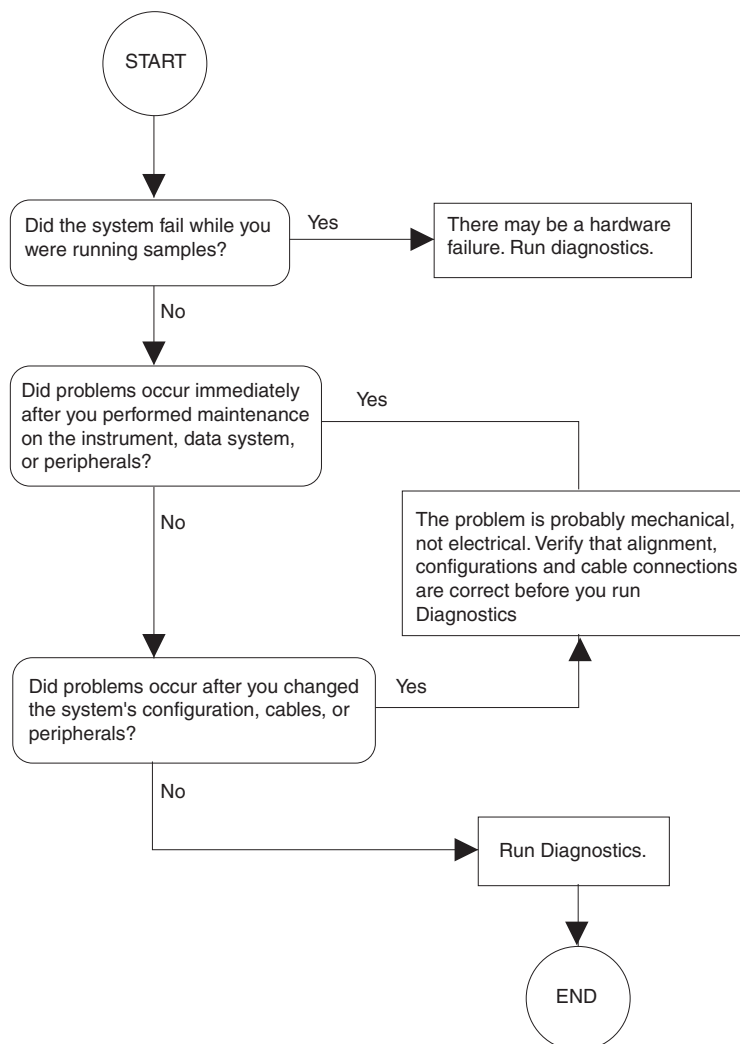 START
Did the system fail while you
were running samples?
Yes
There may be a hardware
failure. Run diagnostics.
No
Did problems occur immediately
after you performed maintenance
on the instrument, data system,
or peripherals?
Yes
No
The problem is probably mechanical,
not electrical. Verify that alignment,
configurations and cable connections
are correct before you run
Diagnostics
Did problems occur after you changed
the system's configuration, cables, or
peripherals?
Yes
No
Run Diagnostics.
END